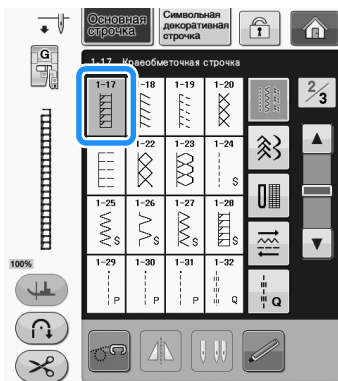 Основная
строчка
Символьная
декоративная
строчка
G
1-17 Краеобметочная строчка
2/3
1-17 1-18 1-19 1-20
1-22 1-23 1-24
S
1-25 1-26 1-27 1-28
S S S S
1-29 1-30 1-31 1-32
P P P Q
Q
100%